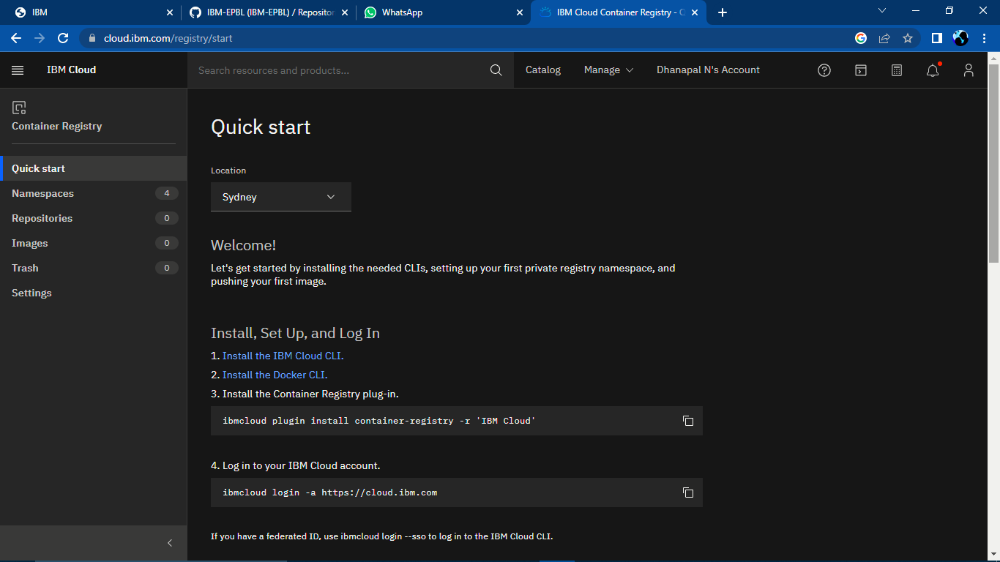 IBM
IBM-EPBL (IBM-EPBL) / Repositor
WhatsApp
IBM Cloud Container Registry - Q
cloud.ibm.com/registry/start
IBM Cloud
Search resources and products...
Catalog
Manage
Dhanapal N's Account
Container Registry
Quick start
Namespaces 4
Repositories 0
Images 0
Trash 0
Settings
Quick start
Location
Sydney
Welcome!
Let's get started by installing the needed CLIs, setting up your first private registry namespace, and
pushing your first image.
Install, Set Up, and Log In
1. Install the IBM Cloud CLI.
2. Install the Docker CLI.
3. Install the Container Registry plug-in.
ibmcloud plugin install container-registry -r 'IBM Cloud'
4. Log in to your IBM Cloud account.
ibmcloud login -a https://cloud.ibm.com
If you have a federated ID, use ibmcloud login --sso to log in to the IBM Cloud CLI.